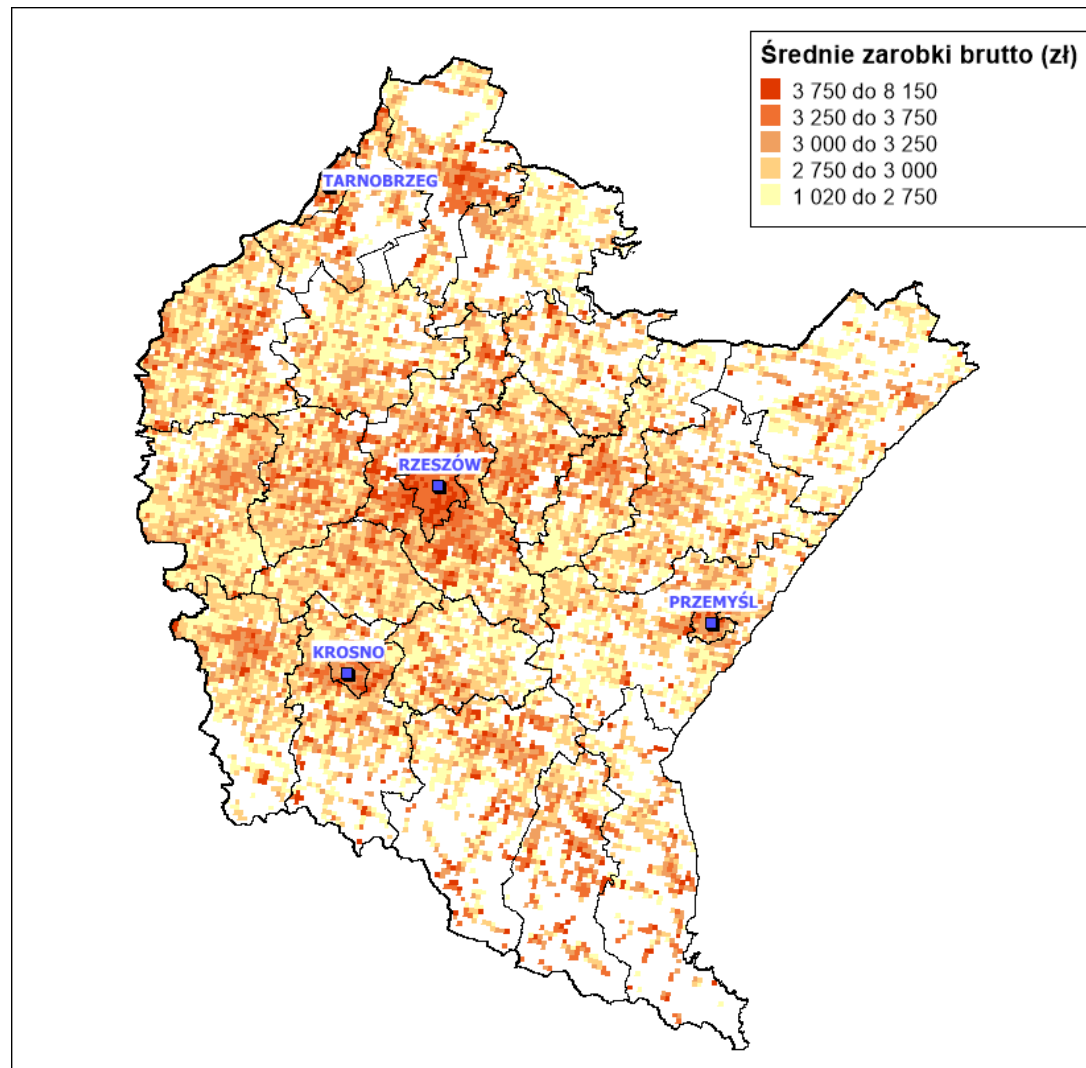 Średnie zarobki brutto (zł)
3 750 do 8 150
3 250 do 3 750
3 000 do 3 250
2 750 do 3 000
1 020 do 2 750
TARNOBRZEG
RZESZÓW
PRZEMYŚL
KROSNO